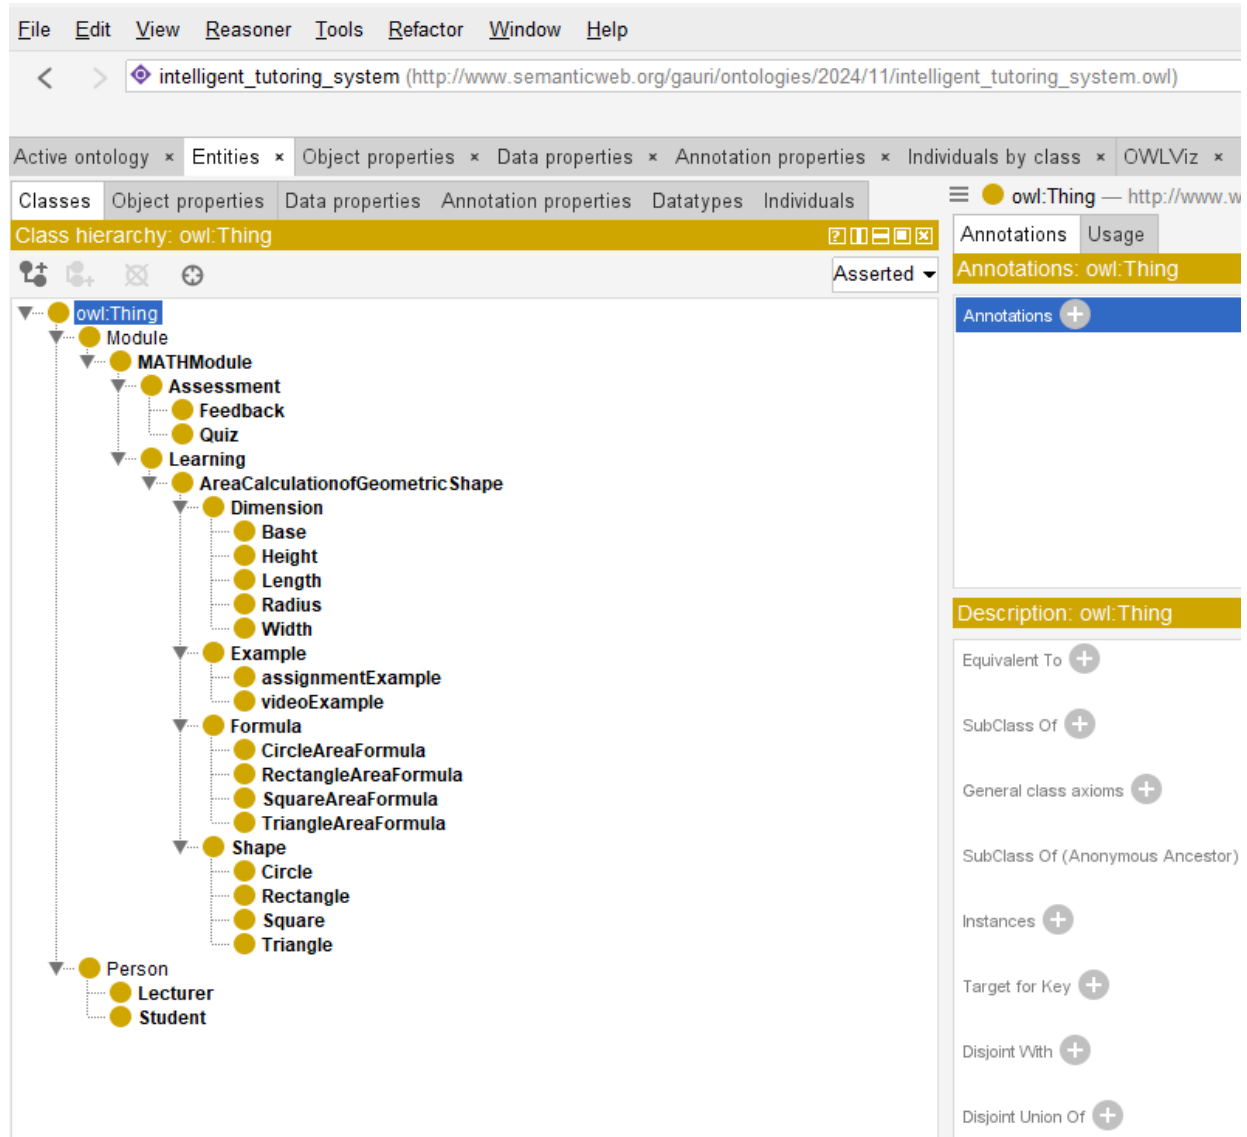 File Edit View Reasoner Tools Refactor Window Help
intelligent_tutoring_system (http://www.semanticweb.org/gauri/ontologies/2024/11/intelligent_tutoring_system.owl)
Active ontology × Entities × Object properties × Data properties × Annotation properties × Individuals by class × OWLViz ×
Classes Object properties Data properties Annotation properties Datatypes Individuals
Class hierarchy: owl:Thing
Asserted
owl:Thing
Module
MATHModule
Assessment
Feedback
Quiz
Learning
AreaCalculationofGeometricShape
Dimension
Base
Height
Length
Radius
Width
Example
assignmentExample
videoExample
Formula
CircleAreaFormula
RectangleAreaFormula
SquareAreaFormula
TriangleAreaFormula
Shape
Circle
Rectangle
Square
Triangle
Person
Lecturer
Student
owl:Thing — http://www.w
Annotations Usage
Annotations: owl:Thing
Annotations
Description: owl:Thing
Equivalent To
SubClass Of
General class axioms
SubClass Of (Anonymous Ancestor)
Instances
Target for Key
Disjoint With
Disjoint Union Of